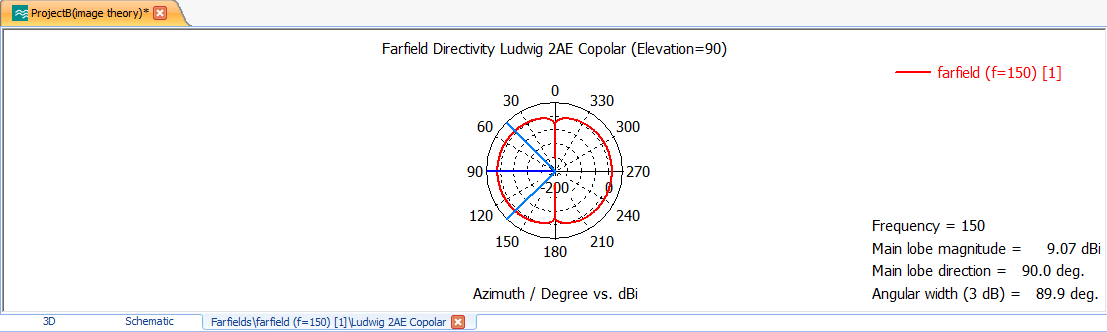 ProjectB(image theory)*
Farfield Directivity Ludwig 2AE Copolar (Elevation=90)
farfield (f=150) [1]
0
30 330
60 300
90 270
-200 0
120 240
150 210
180
Frequency = 150
Main lobe magnitude = 9.07 dBi
Main lobe direction = 90.0 deg.
Angular width (3 dB) = 89.9 deg.
Azimuth / Degree vs. dBi
3D Schematic Farfields\farfield (f=150) [1]\Ludwig 2AE Copolar